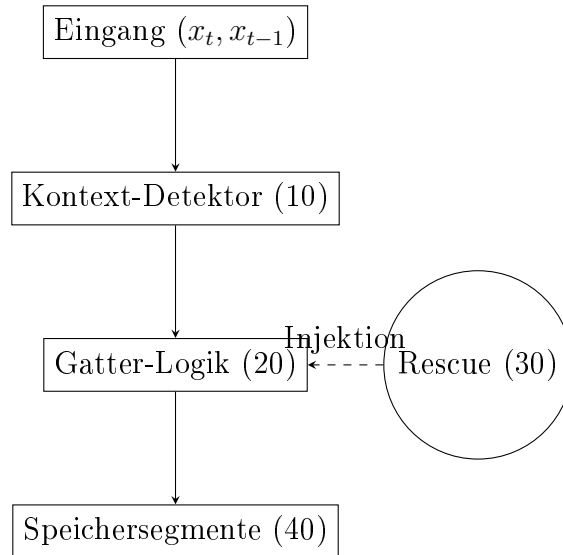 Eingang (x_t, x_{t−1})
Kontext-Detektor (10)
Injektion
Gatter-Logik (20)
Rescue (30)
Speichersegmente (40)